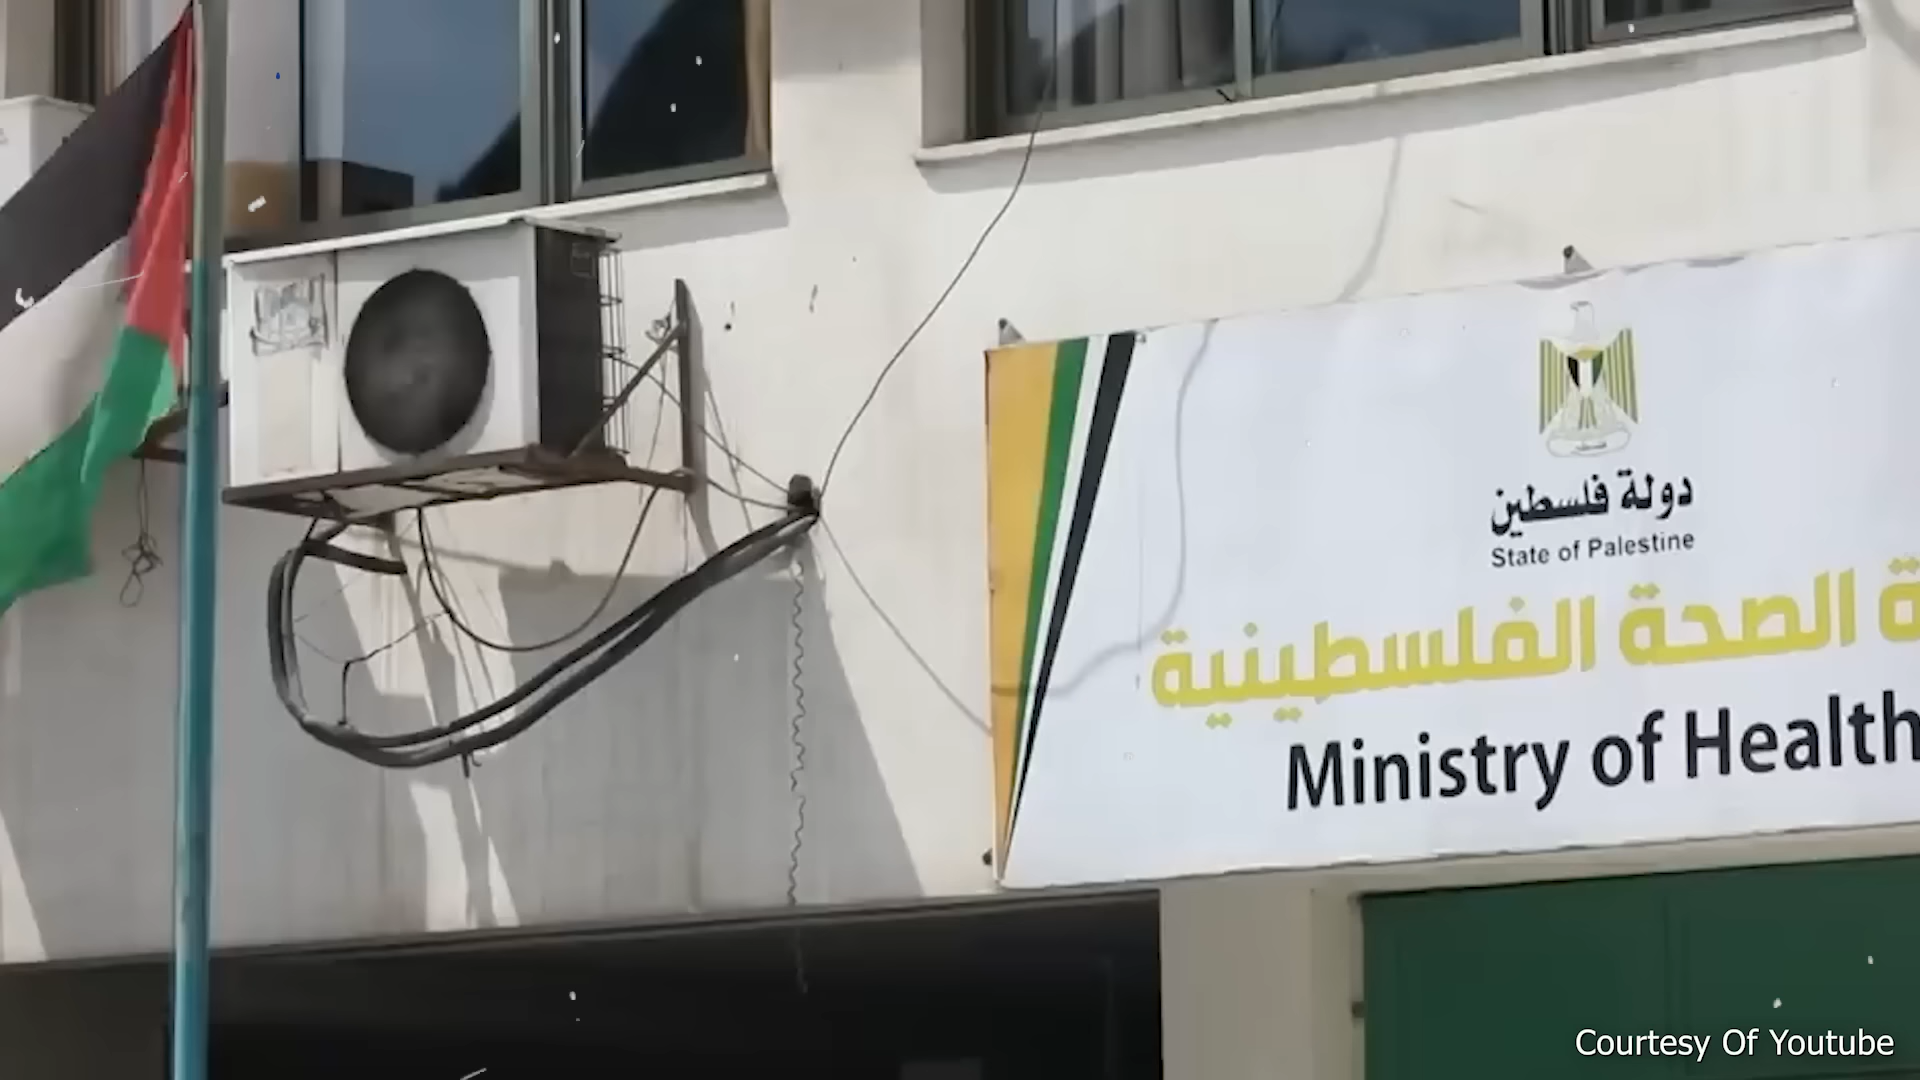 دولة فلسطين
State of Palestine
ة الصحة الفلسطينية
Ministry of Health
Courtesy Of Youtube